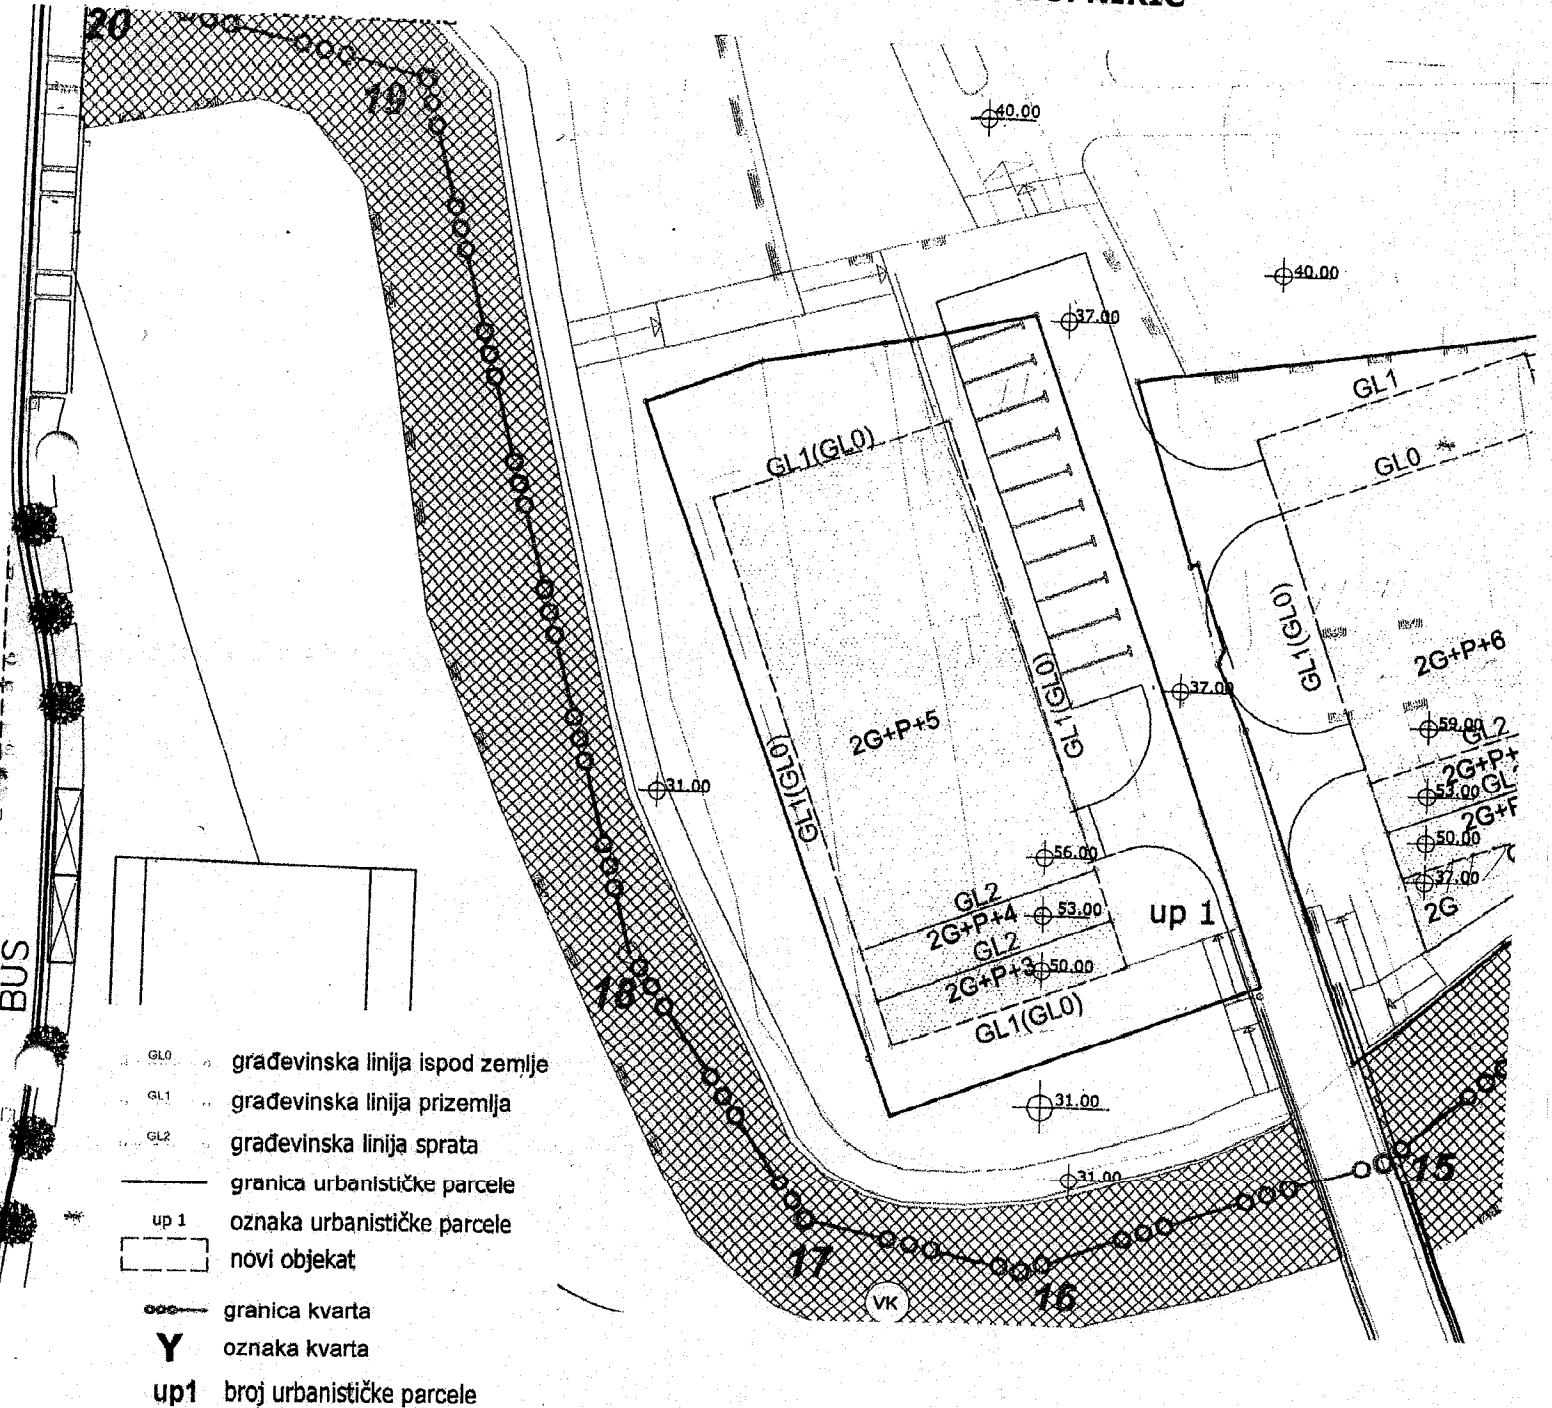 20
19
40.00
40.00
37.00
GL1
GL1(GL0)
GL0
GL1(GL0)
2G+P+6
GL1(GL0)
37.00
2G+P+5
59.00
GL2
GL1(GL0)
31.00
53.00
50.00
56.00
37.00
GL2
2G
2G+P+4
53.00
up 1
GL2
2G+P+3
50.00
BUS
18
GL1(GL0)
31.00
31.00
15
17
16
VK
GL0 građevinska linija ispod zemlje
GL1 građevinska linija prizemlja
GL2 građevinska linija sprata
granica urbanističke parcele
up 1 oznaka urbanističke parcele
novi objekat
granica kvarta
Y oznaka kvarta
up1 broj urbanističke parcele